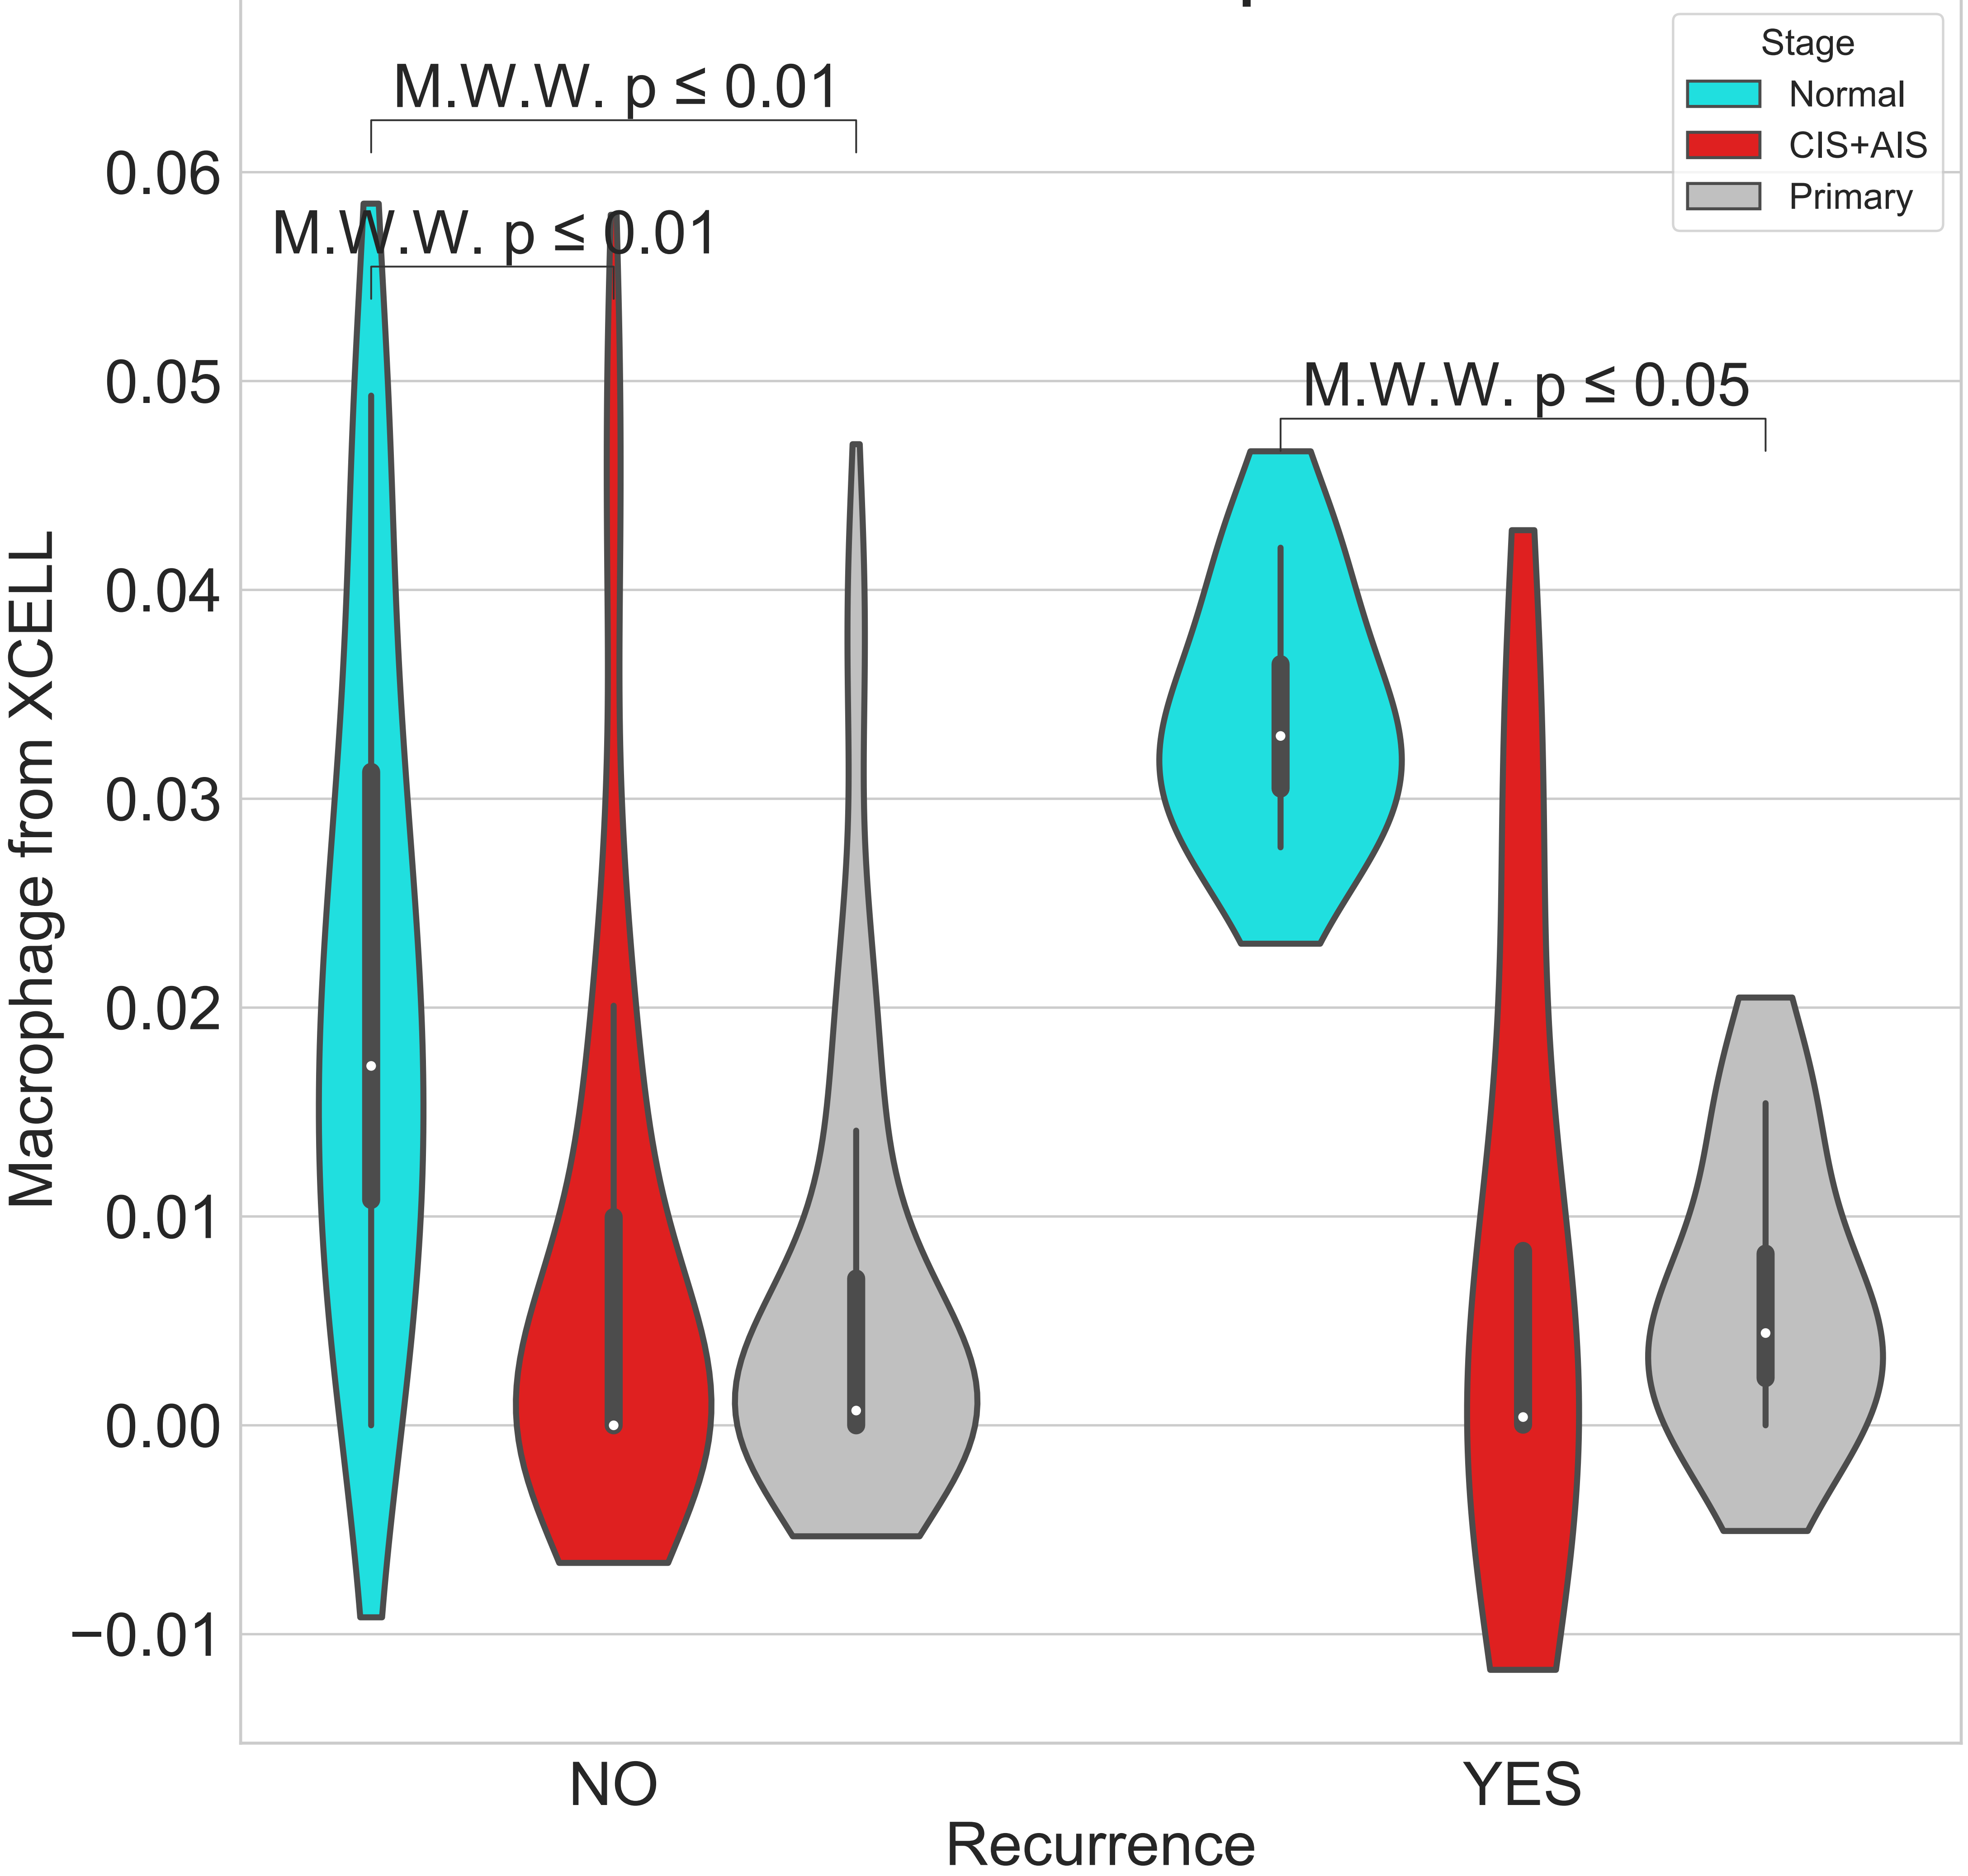 M.W.W. p ≤ 0.01
M.W.W. p ≤ 0.01
M.W.W. p ≤ 0.05
Stage
Normal
CIS+AIS
Primary
0.06
0.05
0.04
0.03
0.02
0.01
0.00
−0.01
Macrophage from XCELL
NO
YES
Recurrence